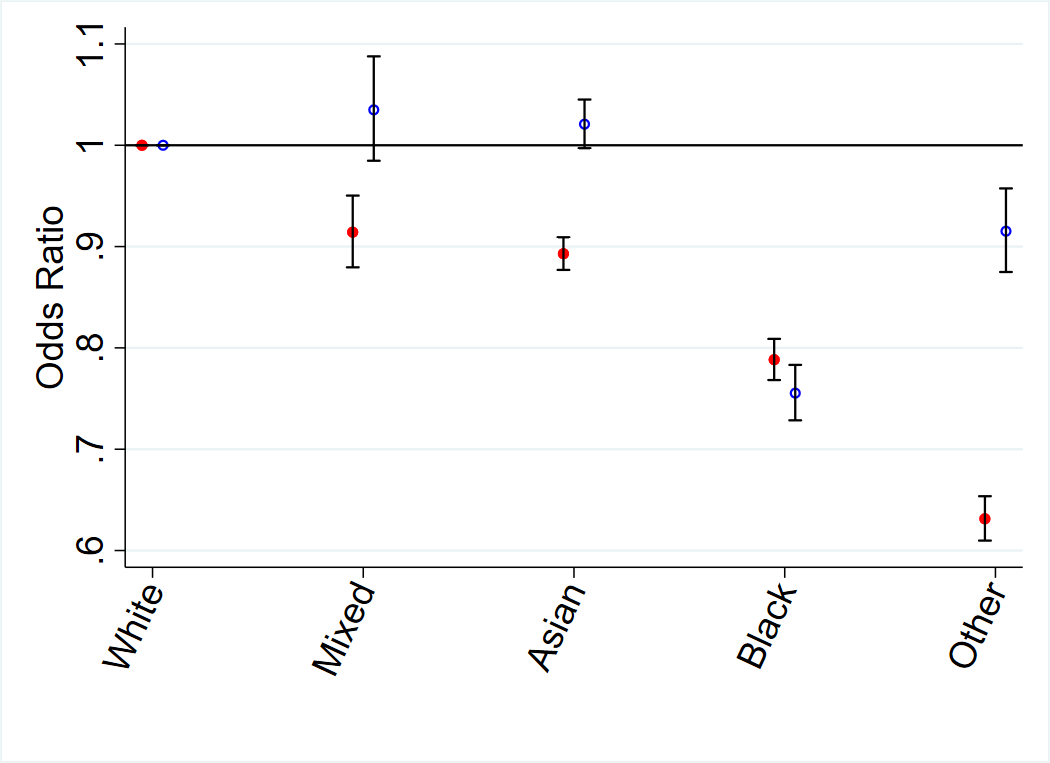 Odds Ratio
1.1
1
.9
.8
.7
.6
White
Mixed
Asian
Black
Other